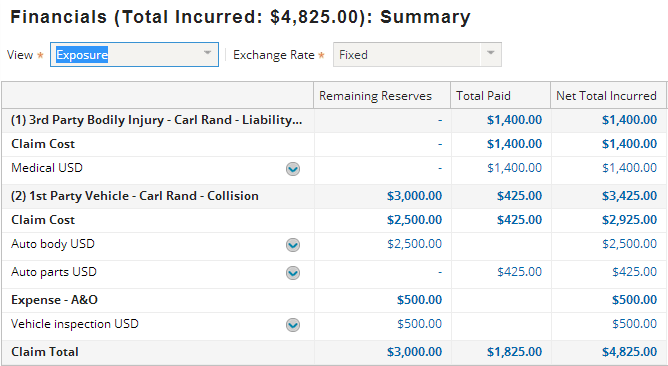 Financials (Total Incurred: $4,825.00): Summary
View * Exposure Exchange Rate * Fixed
Remaining Reserves Total Paid Net Total Incurred
(1) 3rd Party Bodily Injury - Carl Rand - Liability... - $1,400.00 $1,400.00
Claim Cost - $1,400.00 $1,400.00
Medical USD - $1,400.00 $1,400.00
(2) 1st Party Vehicle - Carl Rand - Collision $3,000.00 $425.00 $3,425.00
Claim Cost $2,500.00 $425.00 $2,925.00
Auto body USD $2,500.00 $2,500.00
Auto parts USD - $425.00 $425.00
Expense - A&O $500.00 $500.00
Vehicle inspection USD $500.00 $500.00
Claim Total $3,000.00 $1,825.00 $4,825.00